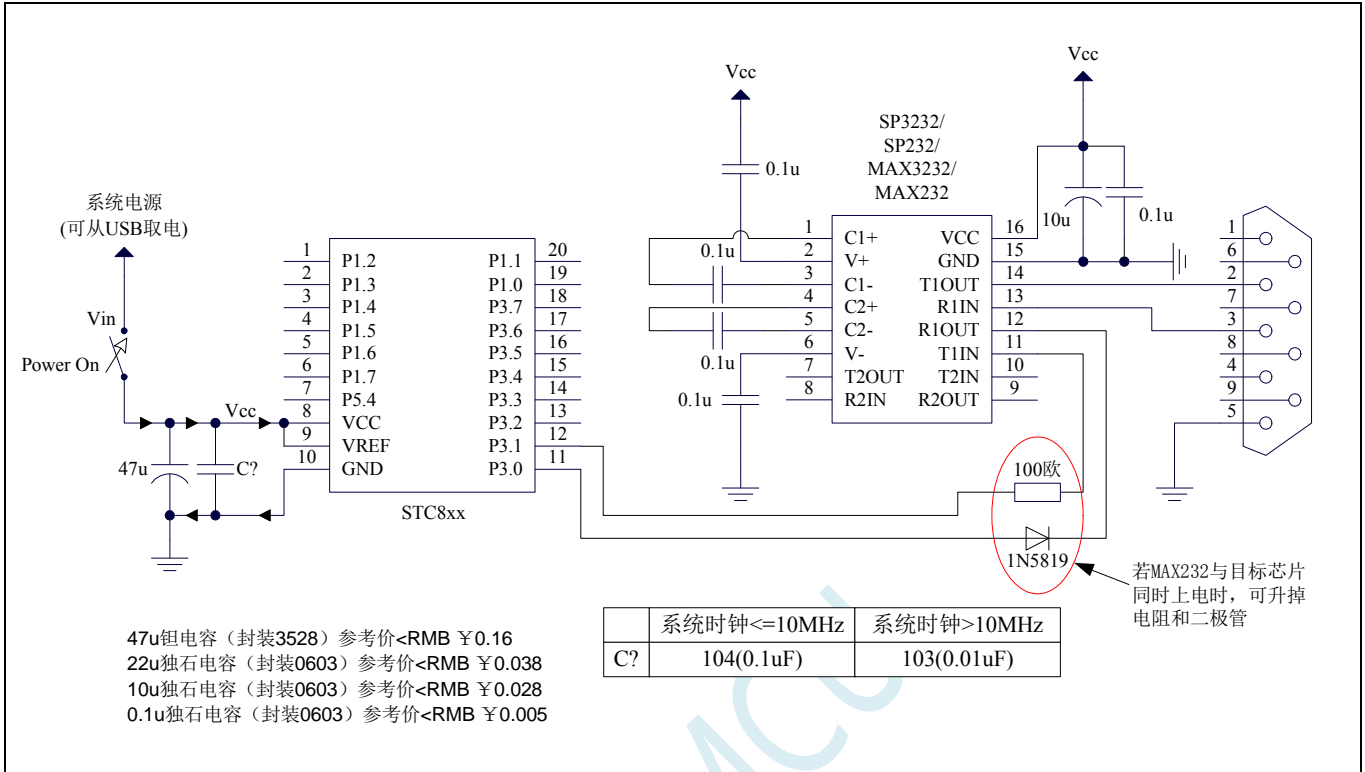 系统电源
(可从USB取电)
Vin
Power On
Vcc
47u
C?
1
2
3
4
5
6
7
8
9
10
P1.2
P1.3
P1.4
P1.5
P1.6
P1.7
P5.4
VCC
VREF
GND
P1.1
P1.0
P3.7
P3.6
P3.5
P3.4
P3.3
P3.2
P3.1
P3.0
20
19
18
17
16
15
14
13
12
11
STC8xx
Vcc
0.1u
0.1u
0.1u
0.1u
SP3232/
SP232/
MAX3232/
MAX232
1
2
3
4
5
6
7
8
C1+
V+
C1-
C2+
C2-
V-
T2OUT
R2IN
VCC
GND
T1OUT
R1IN
R1OUT
T1IN
T2IN
R2OUT
16
15
14
13
12
11
10
9
Vcc
10u
0.1u
1
6
2
7
3
8
4
9
5
100欧
1N5819
若MAX232与目标芯片
同时上电时，可升掉
电阻和二极管
47u钽电容（封装3528）参考价<RMB ￥0.16
22u独石电容（封装0603）参考价<RMB ￥0.038
10u独石电容（封装0603）参考价<RMB ￥0.028
0.1u独石电容（封装0603）参考价<RMB ￥0.005
系统时钟<=10MHz 系统时钟>10MHz
C? 104(0.1uF) 103(0.01uF)
MCU